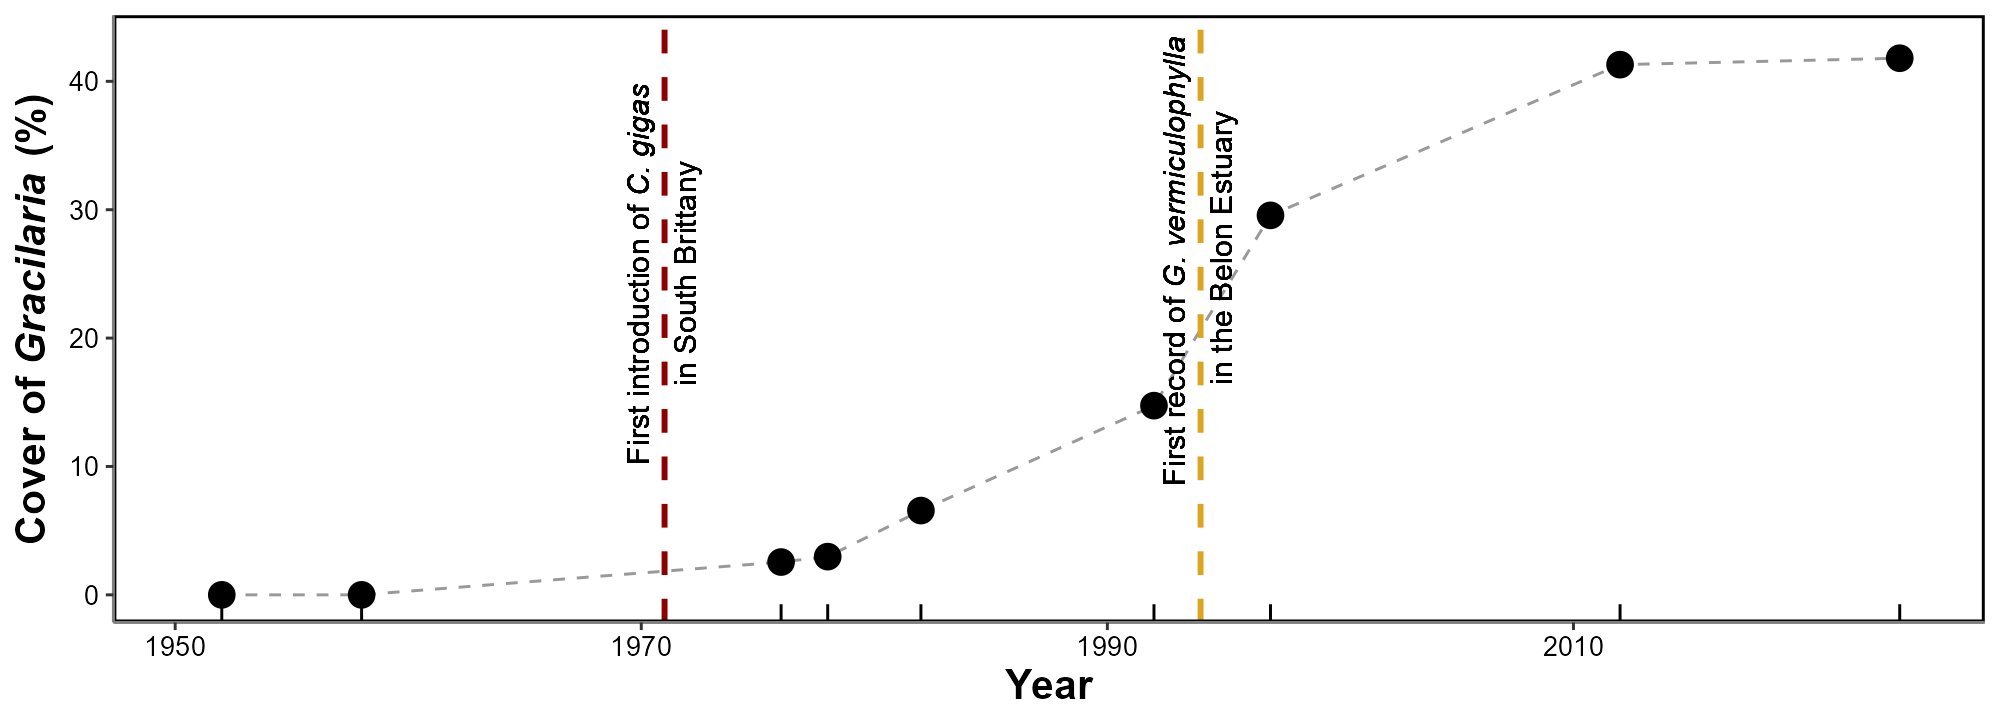 Cover of Gracilaria (%)
40
30
20
10
0
First introduction of C. gigas
in South Brittany
First record of G. vermiculophylla
in the Belon Estuary
1950
1970
1990
2010
Year